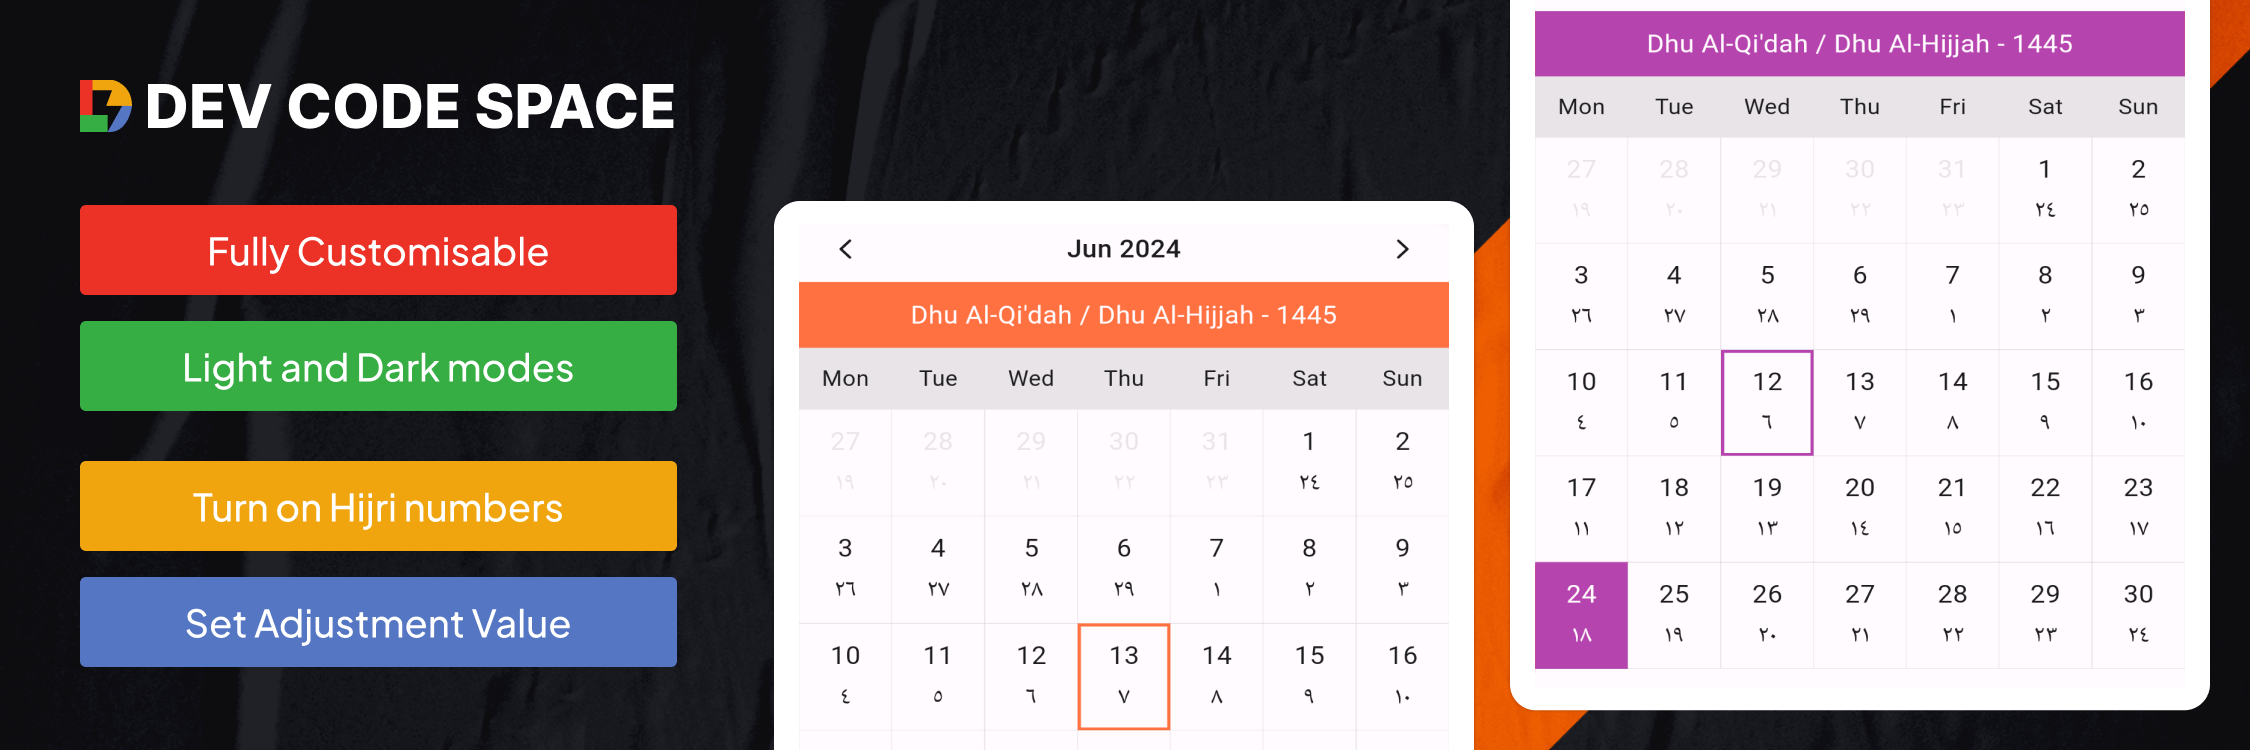 DEV CODE SPACE
Fully Customisable
Light and Dark modes
Turn on Hijri numbers
Set Adjustment Value
Jun 2024
Dhu Al-Qi'dah / Dhu Al-Hijjah - 1445
Mon Tue Wed Thu Fri Sat Sun
27 28 29 30 31 1 2
١٩ ٢٠ ٢١ ٢٢ ٢٣ ٢٤ ٢٥
3 4 5 6 7 8 9
٢٦ ٢٧ ٢٨ ٢٩ ١ ٢ ٣
10 11 12 13 14 15 16
٤ ٥ ٦ ٧ ٨ ٩ ١٠
Dhu Al-Qi'dah / Dhu Al-Hijjah - 1445
Mon Tue Wed Thu Fri Sat Sun
27 28 29 30 31 1 2
١٩ ٢٠ ٢١ ٢٢ ٢٣ ٢٤ ٢٥
3 4 5 6 7 8 9
٢٦ ٢٧ ٢٨ ٢٩ ١ ٢ ٣
10 11 12 13 14 15 16
٤ ٥ ٦ ٧ ٨ ٩ ١٠
17 18 19 20 21 22 23
١١ ١٢ ١٣ ١٤ ١٥ ١٦ ١٧
24 25 26 27 28 29 30
١٨ ١٩ ٢٠ ٢١ ٢٢ ٢٣ ٢٤